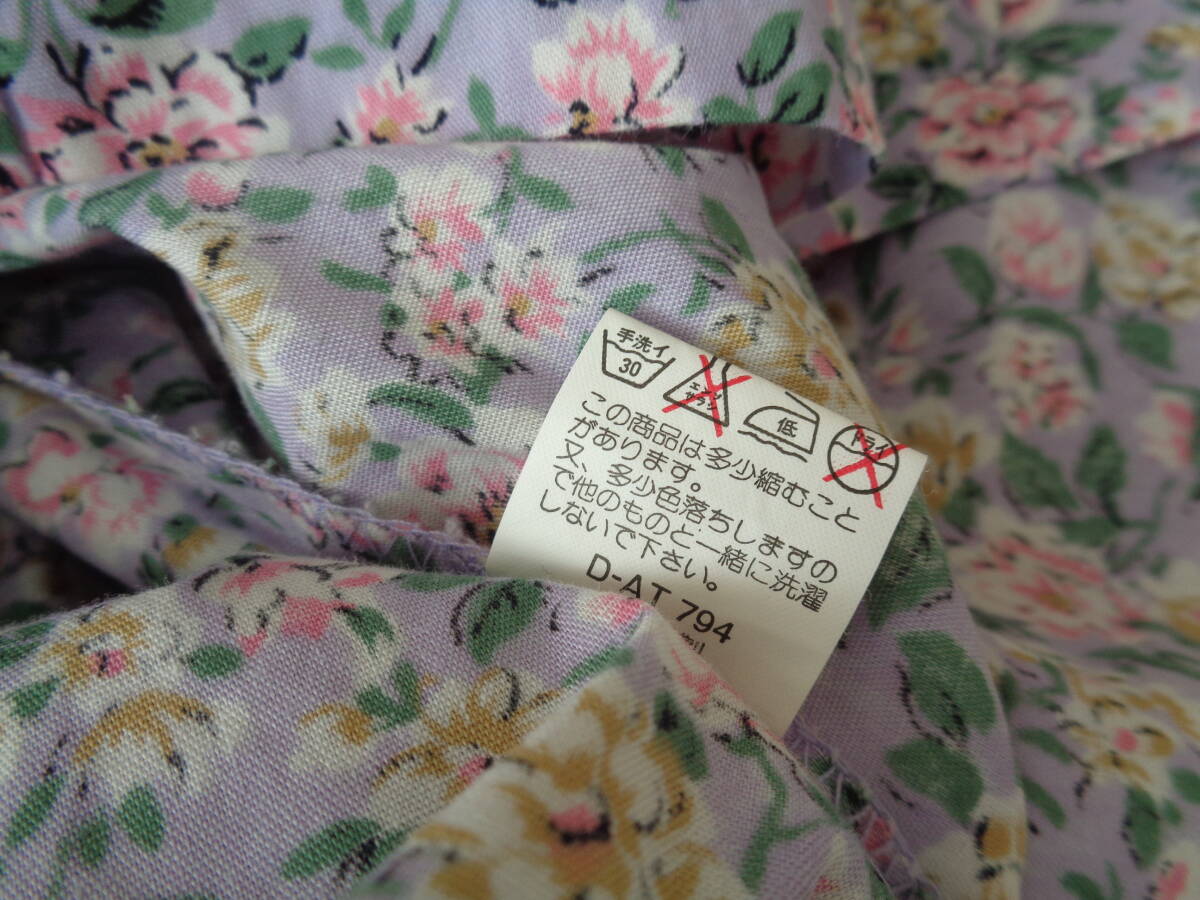 手洗イ
30
エンソ
サラシ
低
ドライ
この商品は多少縮むこと
があります。
又、多少色落ちしますの
で他のものと一緒に洗濯
しないで下さい。
D-AT 794